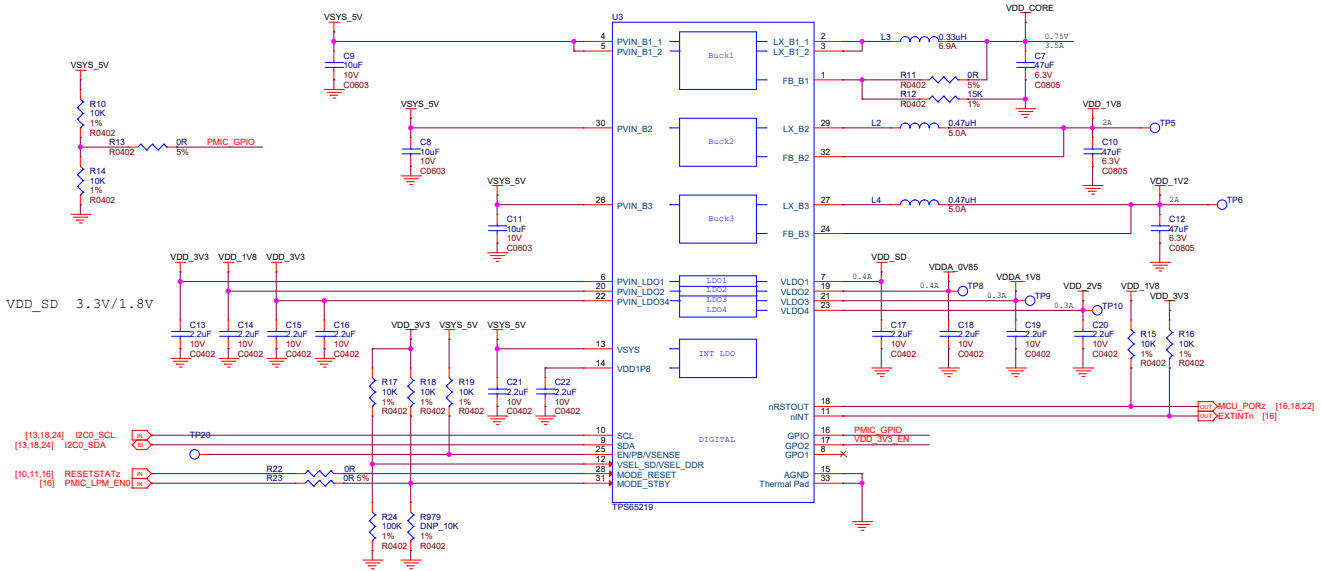 VDD_CORE
VSYS_5V
U3
4 PVIN_B1_1
5 PVIN_B1_2
Buck1
LX_B1_1 2
LX_B1_2 3
L3 0.33uH
6.9A
0.75V
3.5A
C9
10uF
10V
C0603
C7
47uF
6.3V
C0805
VSYS_5V
FB_B1 1
R11 0R
R0402 5%
R12 15K
R0402 1%
R10
10K
1%
R0402
VSYS_5V
VDD_1V8
30 PVIN_B2
Buck2
LX_B2 29
L2 0.47uH
5.0A
2A
TP5
R13 0R
R0402 5%
PMIC_GPIO
C8
10uF
10V
C0603
FB_B2 32
C10
47uF
6.3V
C0805
R14
10K
1%
R0402
VSYS_5V
VDD_1V2
26 PVIN_B3
Buck3
LX_B3 27
L4 0.47uH
5.0A
2A
TP6
C11
10uF
10V
C0603
FB_B3 24
C12
47uF
6.3V
C0805
VDD_3V3 VDD_1V8 VDD_3V3
VDD_SD
VDDA_0V85
VDDA_1V8
VDD_2V5
VDD_1V8
VDD_3V3
6 PVIN_LDO1
20 PVIN_LDO2
22 PVIN_LDO34
LDO1
LDO2
LDO3
LDO4
VLDO1 7
VLDO2 19
VLDO3 21
VLDO4 23
0.4A
0.4A
0.3A
0.3A
TP8
TP9
TP10
VDD_SD 3.3V/1.8V
C13
2.2uF
10V
C0402
C14
2.2uF
10V
C0402
C15
2.2uF
10V
C0402
C16
2.2uF
10V
C0402
VDD_3V3
VSYS_5V
VSYS_5V
C17
2.2uF
10V
C0402
C18
2.2uF
10V
C0402
C19
2.2uF
10V
C0402
C20
2.2uF
10V
C0402
R15
10K
1%
R0402
R16
10K
1%
R0402
13 VSYS
14 VDD1P8
INT LDO
R17
10K
1%
R0402
R18
10K
1%
R0402
R19
10K
1%
R0402
C21
2.2uF
10V
C0402
C22
2.2uF
10V
C0402
nRSTOUT 18
nINT 11
OUT MCU_PORz [16,18,22]
OUT EXTINTn [16]
[13,18,24] I2C0_SCL IN
[13,18,24] I2C0_SDA BI
TP20
10 SCL
9 SDA
25 EN/PB/VSENSE
12 VSEL_SD/VSEL_DDR
28 MODE_RESET
31 MODE_STBY
DIGITAL
GPIO 16
GPO2 17
GPO1 8
PMIC_GPIO
VDD_3V3_EN
[10,11,16] RESETSTATz IN
[16] PMIC_LPM_EN0 IN
R22 0R
R23 0R 5%
AGND 15
Thermal Pad 33
TPS65219
R24
100K
1%
R0402
R979
DNP_10K
1%
R0402